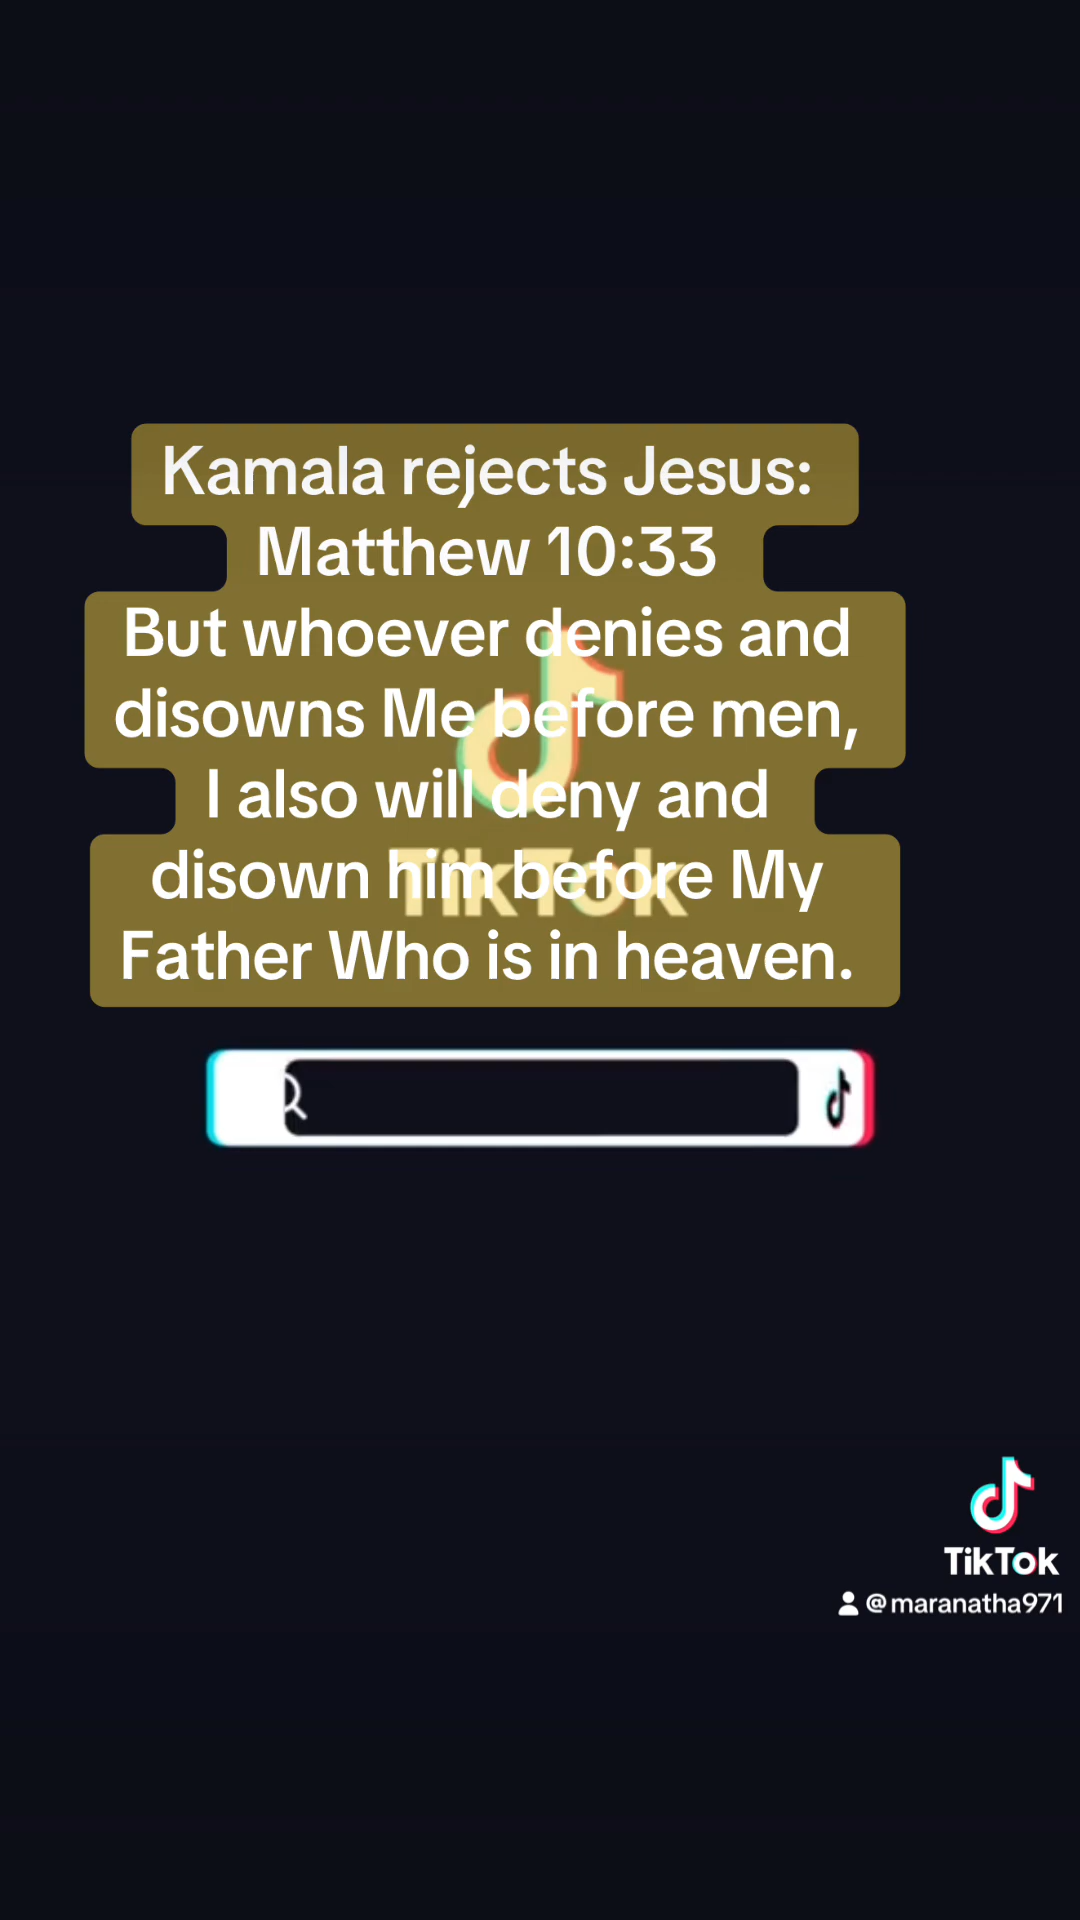 Kamala rejects Jesus:
Matthew 10:33
But whoever denies and
disowns Me before men,
I also will deny and
disown him before My
Father Who is in heaven.
TikTok
TikTok
@maranatha971